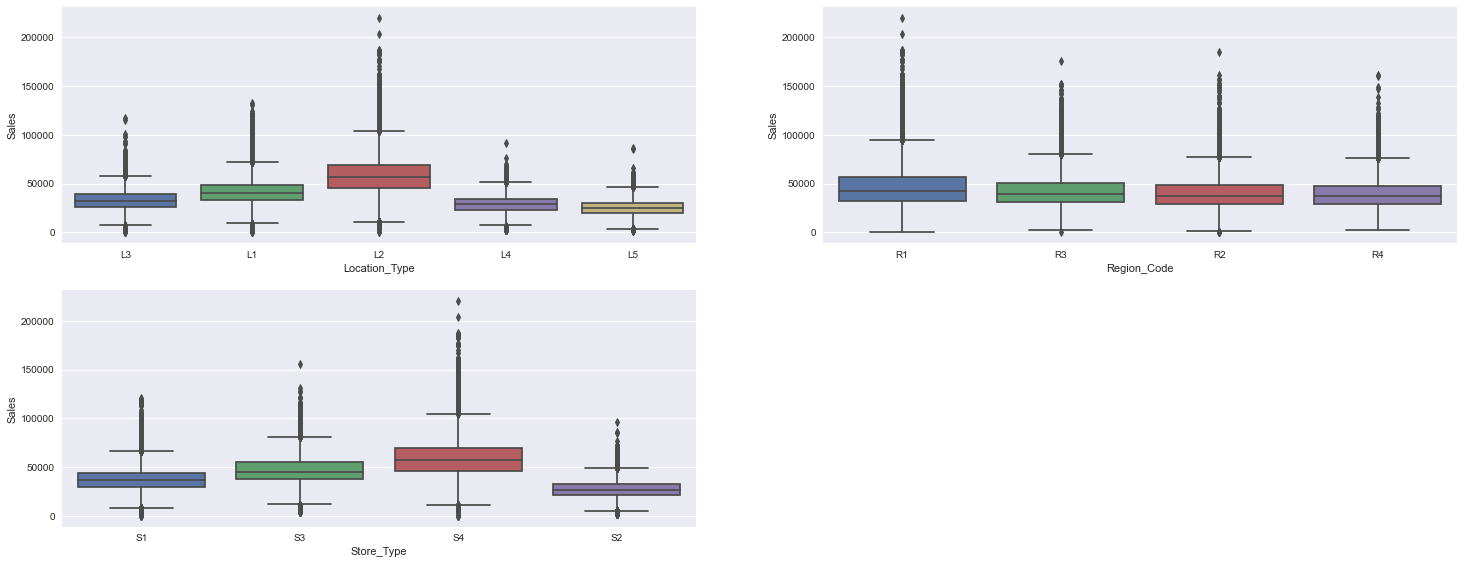 200000
150000
100000
50000
0
Sales
L3 L1 L2 L4 L5
Location_Type
200000
150000
100000
50000
0
Sales
R1 R3 R2 R4
Region_Code
200000
150000
100000
50000
0
Sales
S1 S3 S4 S2
Store_Type